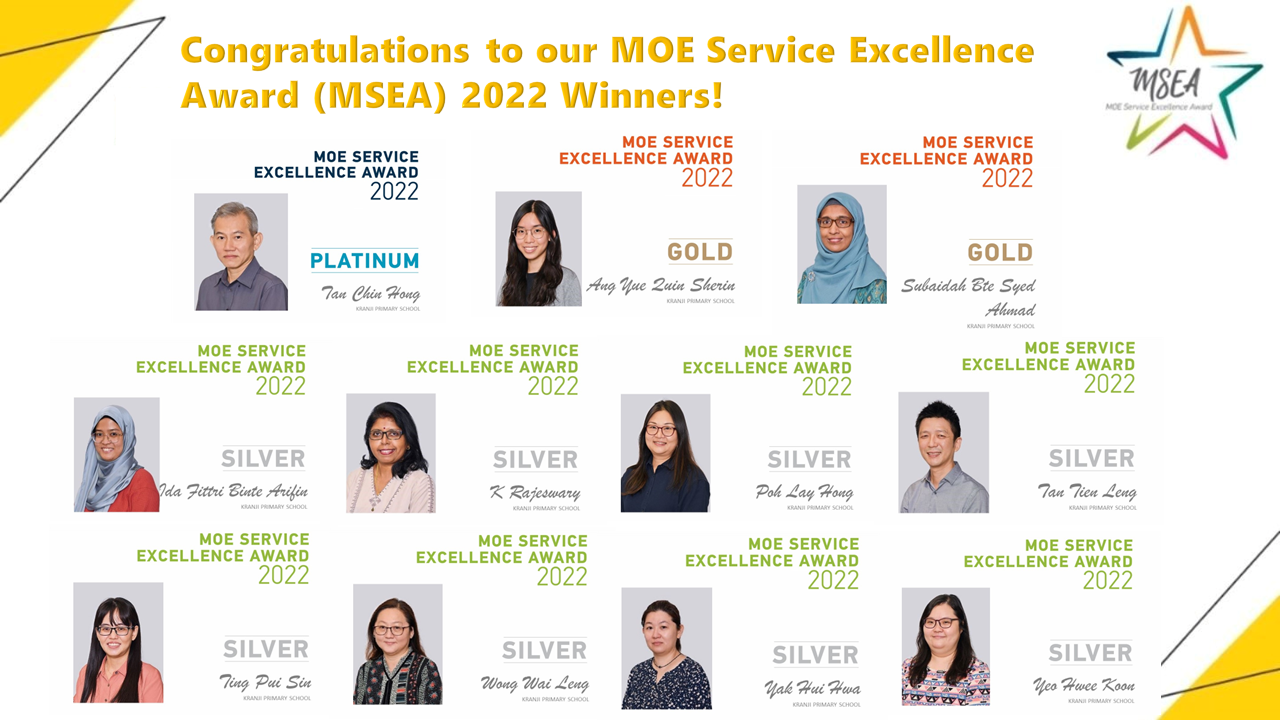 Congratulations to our MOE Service Excellence
Award (MSEA) 2022 Winners!
MSEA
MOE Service Excellence Award
MOE SERVICE
EXCELLENCE AWARD
2022
PLATINUM
Tan Chin Hong
KRANJI PRIMARY SCHOOL
MOE SERVICE
EXCELLENCE AWARD
2022
GOLD
Ang Yue Quin Sherin
KRANJI PRIMARY SCHOOL
MOE SERVICE
EXCELLENCE AWARD
2022
GOLD
Subaidah Bte Syed
Ahmad
KRANJI PRIMARY SCHOOL
MOE SERVICE
EXCELLENCE AWARD
2022
SILVER
Ida Fittri Binte Arifin
KRANJI PRIMARY SCHOOL
MOE SERVICE
EXCELLENCE AWARD
2022
SILVER
K Rajeswary
KRANJI PRIMARY SCHOOL
MOE SERVICE
EXCELLENCE AWARD
2022
SILVER
Poh Lay Hong
KRANJI PRIMARY SCHOOL
MOE SERVICE
EXCELLENCE AWARD
2022
SILVER
Tan Tien Leng
KRANJI PRIMARY SCHOOL
MOE SERVICE
EXCELLENCE AWARD
2022
SILVER
Ting Pui Sin
KRANJI PRIMARY SCHOOL
MOE SERVICE
EXCELLENCE AWARD
2022
SILVER
Wong Wai Leng
KRANJI PRIMARY SCHOOL
MOE SERVICE
EXCELLENCE AWARD
2022
SILVER
Yak Hui Hwa
KRANJI PRIMARY SCHOOL
MOE SERVICE
EXCELLENCE AWARD
2022
SILVER
Yeo Hwee Koon
KRANJI PRIMARY SCHOOL